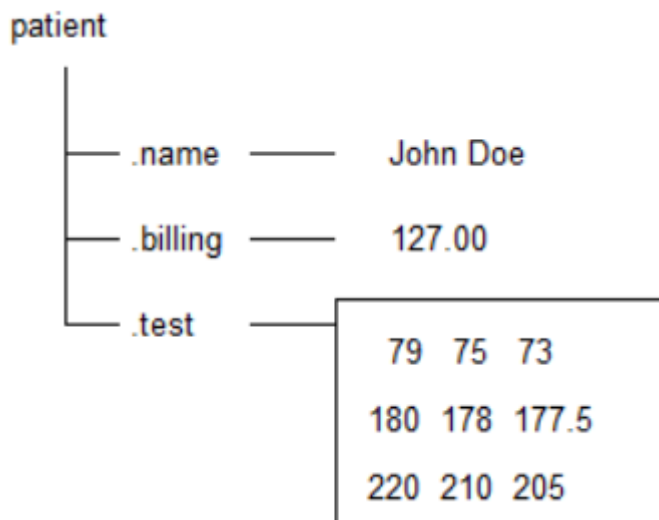 patient
.name John Doe
.billing 127.00
.test
79 75 73
180 178 177.5
220 210 205